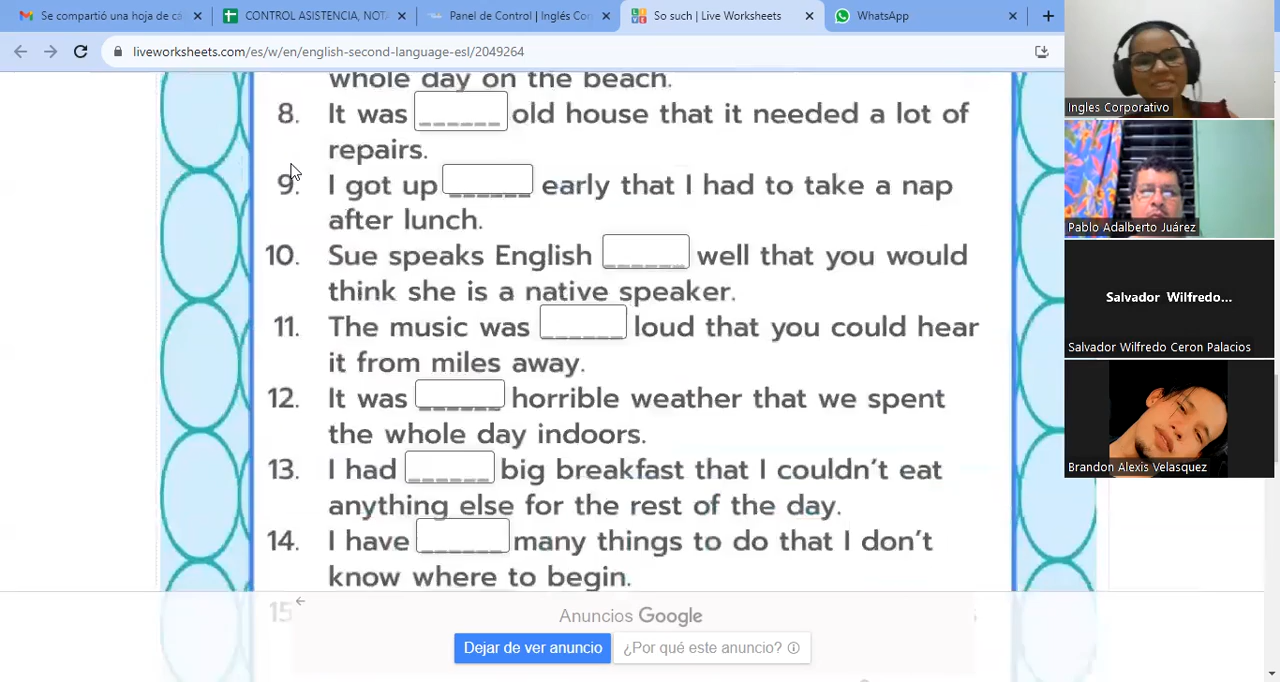 Se compartió una hoja de cá
CONTROL ASISTENCIA, NOTA
Panel de Control | Inglés Cor
So such | Live Worksheets
WhatsApp
liveworksheets.com/es/w/en/english-second-language-esl/2049264
whole day on the beach.
8. It was ______ old house that it needed a lot of
repairs.
9. I got up ______ early that I had to take a nap
after lunch.
10. Sue speaks English ______ well that you would
think she is a native speaker.
11. The music was ______ loud that you could hear
it from miles away.
12. It was ______ horrible weather that we spent
the whole day indoors.
13. I had ______ big breakfast that I couldn't eat
anything else for the rest of the day.
14. I have ______ many things to do that I don't
know where to begin.
15
Anuncios Google
Dejar de ver anuncio
¿Por qué este anuncio?
Ingles Corporativo
Pablo Adalberto Juárez
Salvador Wilfredo...
Salvador Wilfredo Ceron Palacios
Brandon Alexis Velasquez